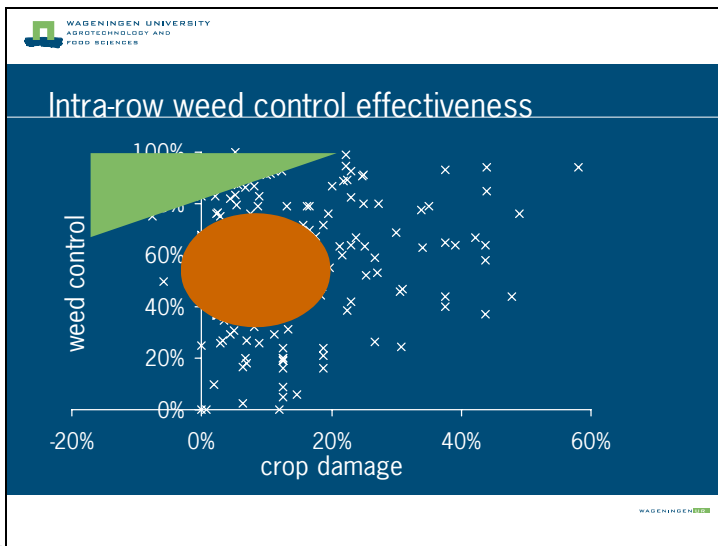 WAGENINGEN UNIVERSITY
AGROTECHNOLOGY AND
FOOD SCIENCES
Intra-row weed control effectiveness
100%
60%
40%
20%
0%
weed control
-20%
0%
20%
40%
60%
crop damage
WAGENINGEN UR